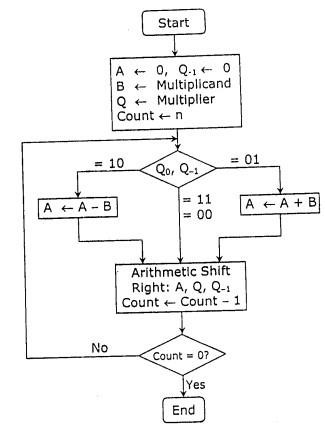 Start
A ← 0, Q-1 ← 0
B ← Multiplicand
Q ← Multiplier
Count ← n
= 10
Q0, Q-1
= 01
= 11
= 00
A ← A - B
A ← A + B
Arithmetic Shift
Right: A, Q, Q-1
Count ← Count - 1
No
Count = 0?
Yes
End